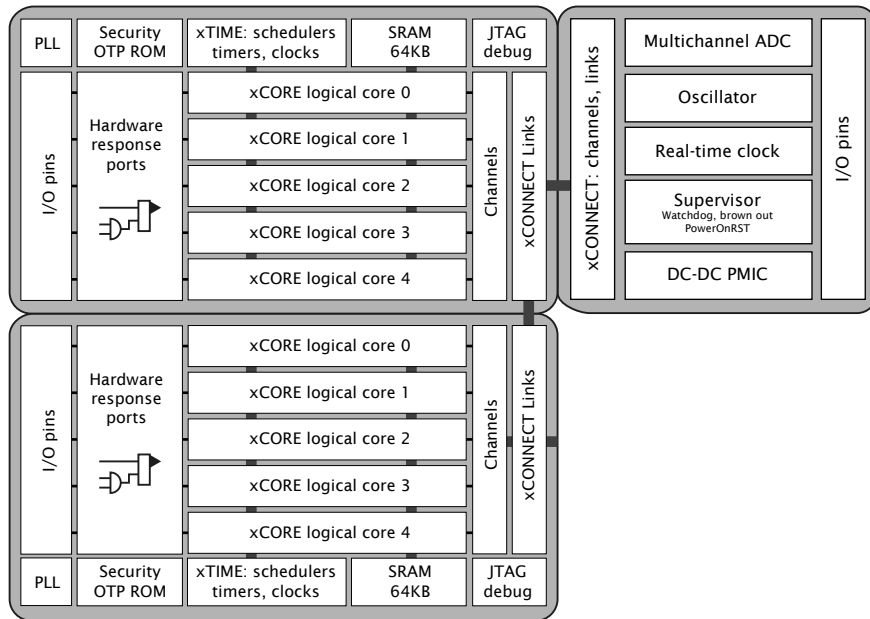 PLL
Security
OTP ROM
xTIME: schedulers
timers, clocks
SRAM
64KB
JTAG
debug
I/O pins
Hardware
response
ports
xCORE logical core 0
xCORE logical core 1
xCORE logical core 2
xCORE logical core 3
xCORE logical core 4
Channels
xCONNECT Links
xCONNECT: channels, links
Multichannel ADC
Oscillator
Real-time clock
Supervisor
Watchdog, brown out
PowerOnRST
DC-DC PMIC
I/O pins
I/O pins
Hardware
response
ports
xCORE logical core 0
xCORE logical core 1
xCORE logical core 2
xCORE logical core 3
xCORE logical core 4
Channels
xCONNECT Links
PLL
Security
OTP ROM
xTIME: schedulers
timers, clocks
SRAM
64KB
JTAG
debug